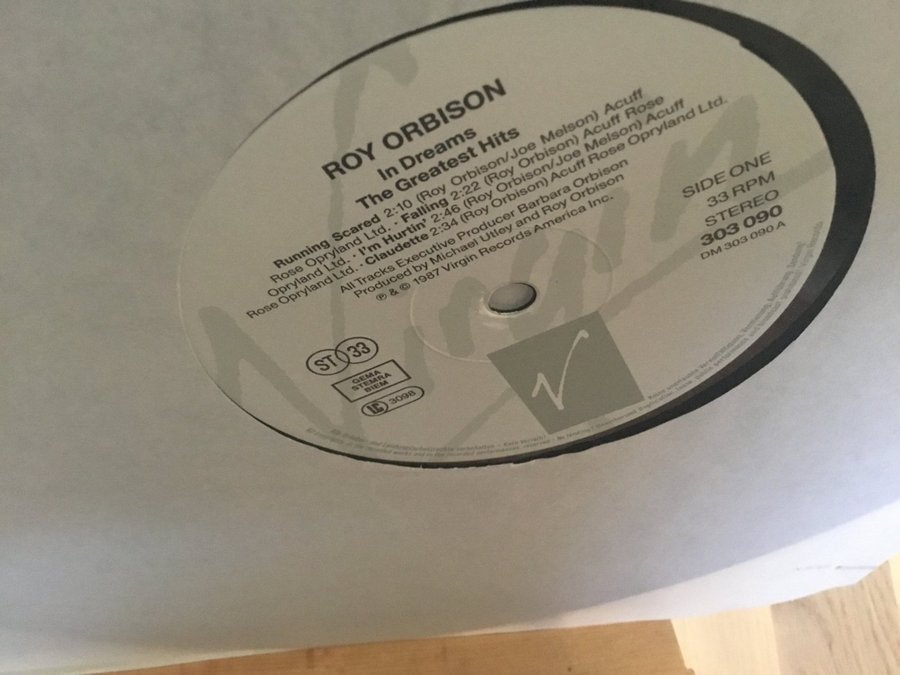 ROY ORBISON
In Dreams
The Greatest Hits
Running Scared 2:10 (Roy Orbison/Joe Melson) Acuff
Rose Opryland Ltd. · Falling 2:22 (Roy Orbison) Acuff Rose
Opryland Ltd. · I'm Hurtin' 2:46 (Roy Orbison/Joe Melson) Acuff
Rose Opryland Ltd. · Claudette 2:34 (Roy Orbison) Acuff Rose Opryland Ltd.
All Tracks Executive Producer Barbara Orbison
Produced by Michael Utley and Roy Orbison
℗ & © 1987 Virgin Records America Inc.
SIDE ONE
33 RPM
STEREO
303 090
DM 303 090 A
ST 33
GEMA
STEMRA
BIEM
LC 3098
Virgin